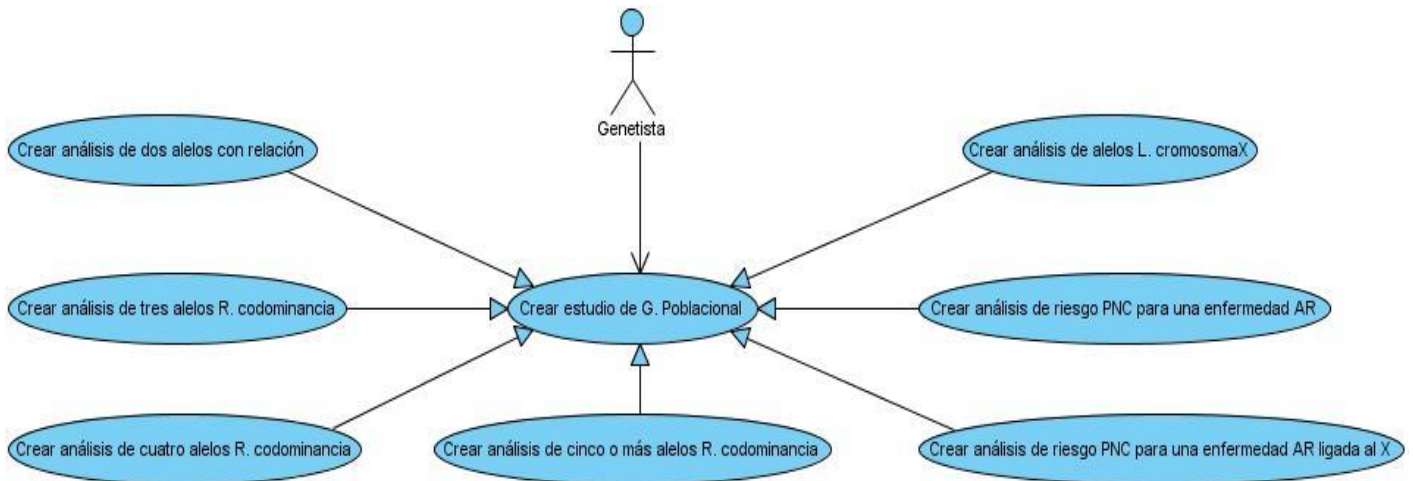 Genetista
Crear análisis de dos alelos con relación
Crear análisis de alelos L. cromosomaX
Crear análisis de tres alelos R. codominancia
Crear estudio de G. Poblacional
Crear análisis de riesgo PNC para una enfermedad AR
Crear análisis de cuatro alelos R. codominancia
Crear análisis de cinco o más alelos R. codominancia
Crear análisis de riesgo PNC para una enfermedad AR ligada al X